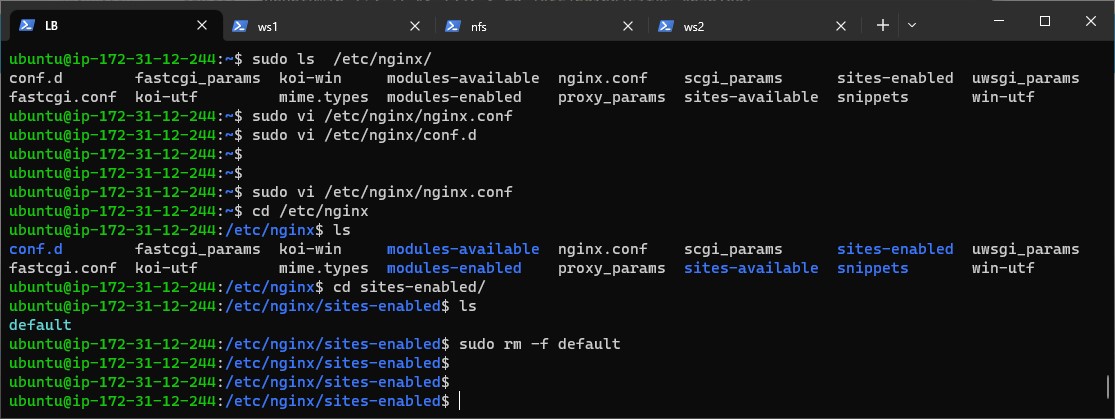 LB ws1 nfs ws2
ubuntu@ip-172-31-12-244:~$ sudo ls  /etc/nginx/
conf.d        fastcgi_params  koi-win     modules-available  nginx.conf    scgi_params      sites-enabled  uwsgi_params
fastcgi.conf  koi-utf         mime.types  modules-enabled    proxy_params  sites-available  snippets       win-utf
ubuntu@ip-172-31-12-244:~$ sudo vi /etc/nginx/nginx.conf
ubuntu@ip-172-31-12-244:~$ sudo vi /etc/nginx/conf.d
ubuntu@ip-172-31-12-244:~$
ubuntu@ip-172-31-12-244:~$
ubuntu@ip-172-31-12-244:~$ sudo vi /etc/nginx/nginx.conf
ubuntu@ip-172-31-12-244:~$ cd /etc/nginx
ubuntu@ip-172-31-12-244:/etc/nginx$ ls
conf.d        fastcgi_params  koi-win     modules-available  nginx.conf    scgi_params      sites-enabled  uwsgi_params
fastcgi.conf  koi-utf         mime.types  modules-enabled    proxy_params  sites-available  snippets       win-utf
ubuntu@ip-172-31-12-244:/etc/nginx$ cd sites-enabled/
ubuntu@ip-172-31-12-244:/etc/nginx/sites-enabled$ ls
default
ubuntu@ip-172-31-12-244:/etc/nginx/sites-enabled$ sudo rm -f default
ubuntu@ip-172-31-12-244:/etc/nginx/sites-enabled$
ubuntu@ip-172-31-12-244:/etc/nginx/sites-enabled$
ubuntu@ip-172-31-12-244:/etc/nginx/sites-enabled$